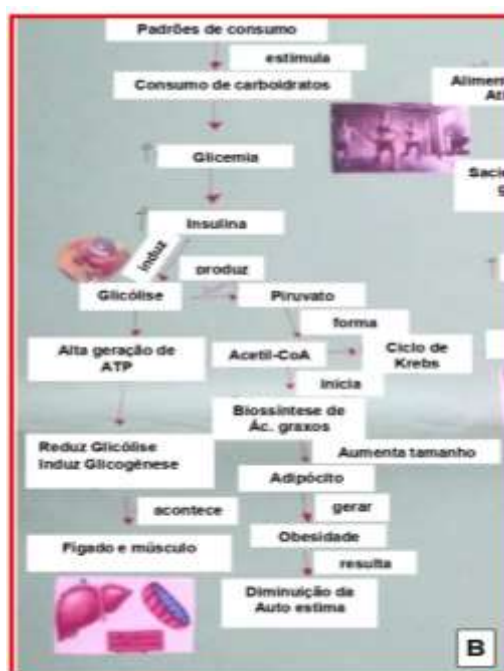 Padrões de consumo
estimula
Consumo de carboidratos
Glicemia
Insulina
induz
produz
Glicólise
Piruvato
forma
Alta geração de
ATP
Acetil-CoA
Ciclo de
Krebs
Inicia
Biossíntese de
Ác. graxos
Reduz Glicólise
Induz Glicogênese
Aumenta tamanho
Adipócito
acontece
gerar
Fígado e músculo
Obesidade
resulta
Diminuição da
Auto estima
B